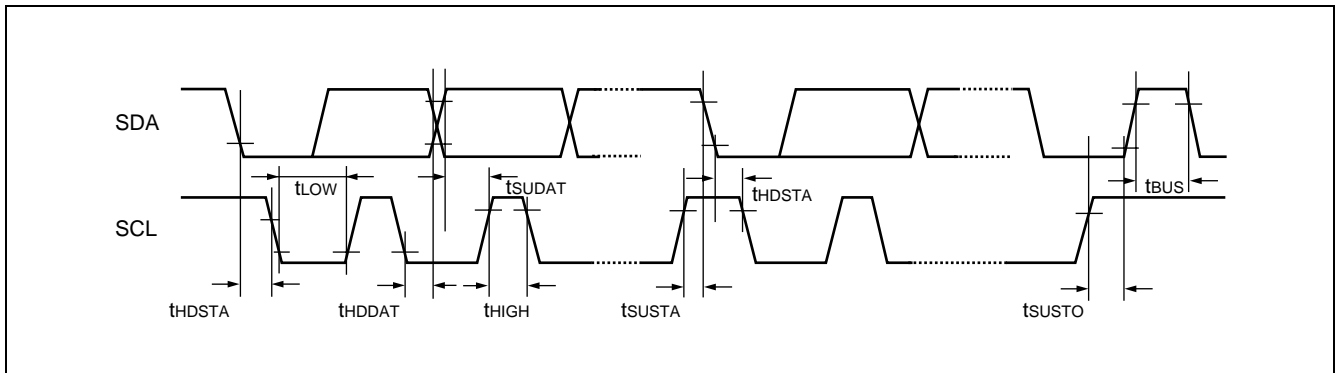 SDA
tLOW
tSUDAT
tHDSTA
tBUS
SCL
tHDSTA
tHDDAT
tHIGH
tSUSTA
tSUSTO